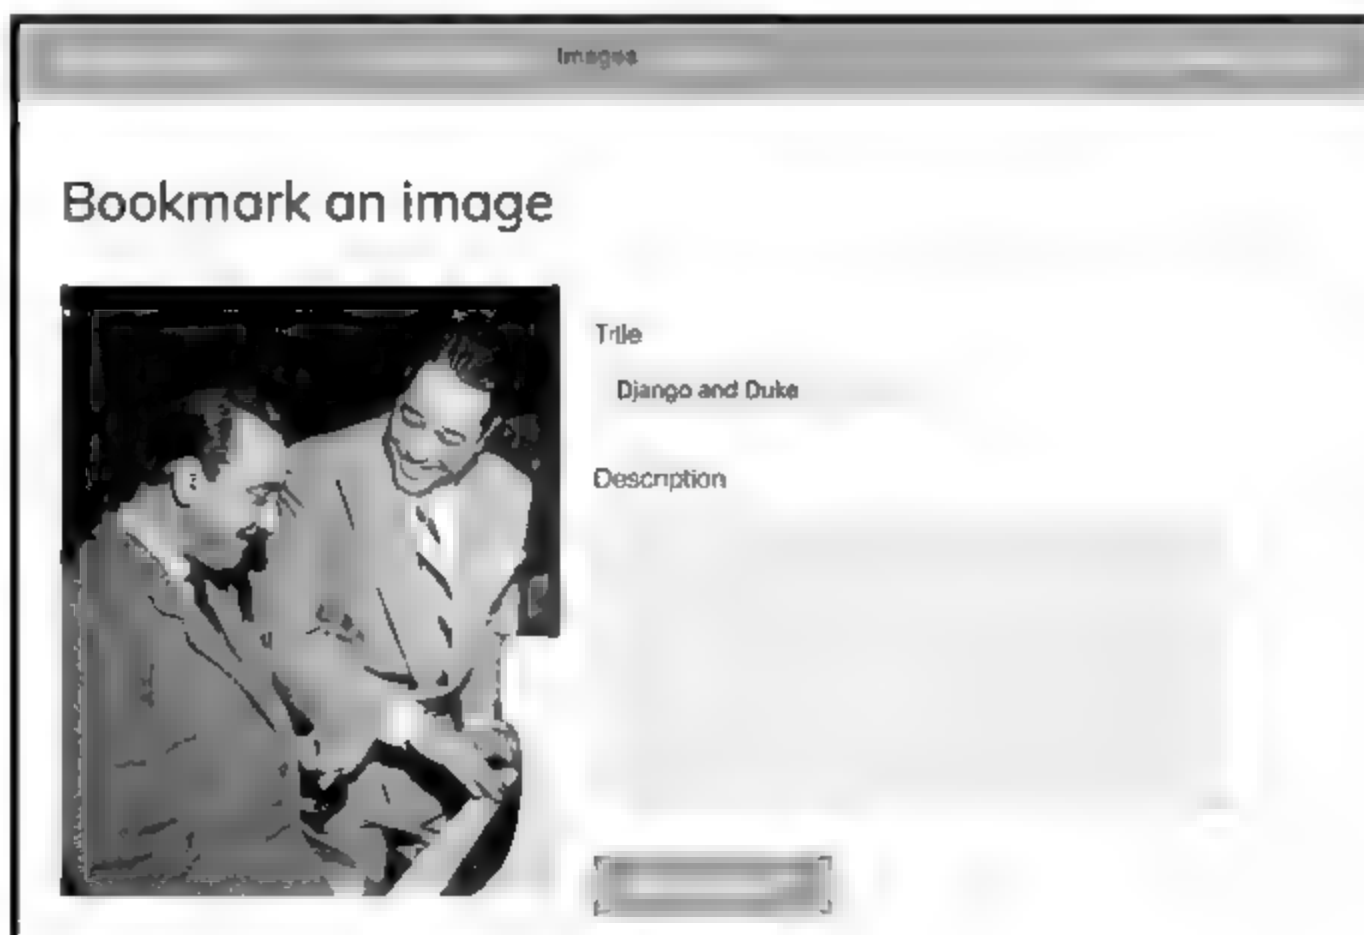 Images
Bookmark an image
Title
Django and Duke
Description